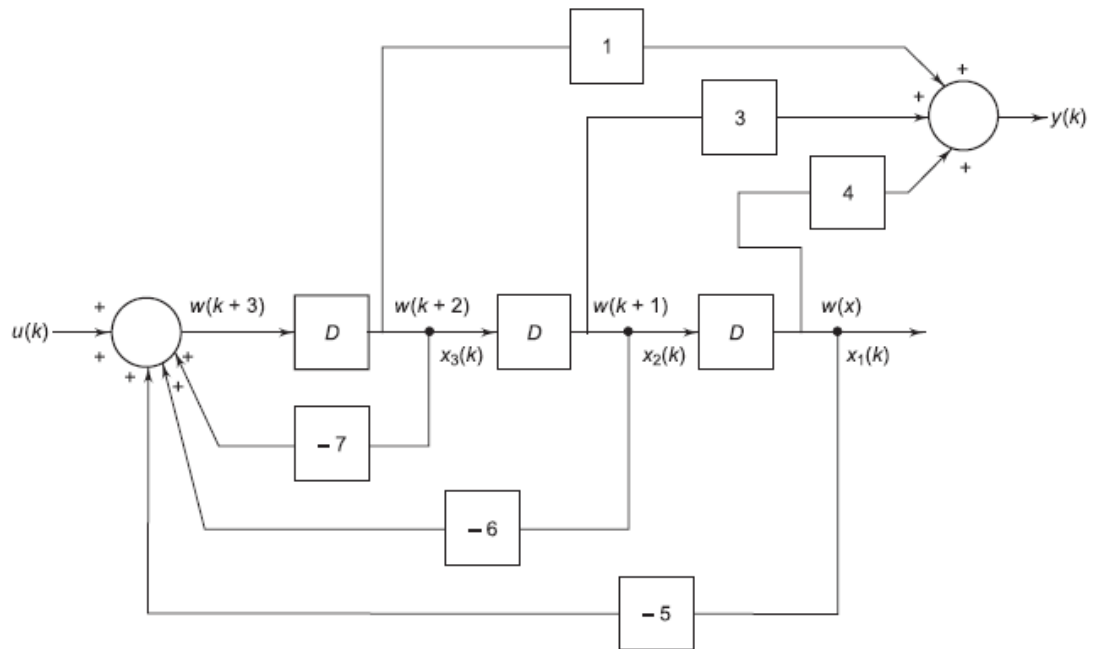 1
+
+
3
y(k)
+
4
w(k + 3)
w(k + 2)
w(k + 1)
w(x)
+
u(k)
D
D
D
+
+
+
+
x₃(k)
x₂(k)
x₁(k)
– 7
– 6
– 5